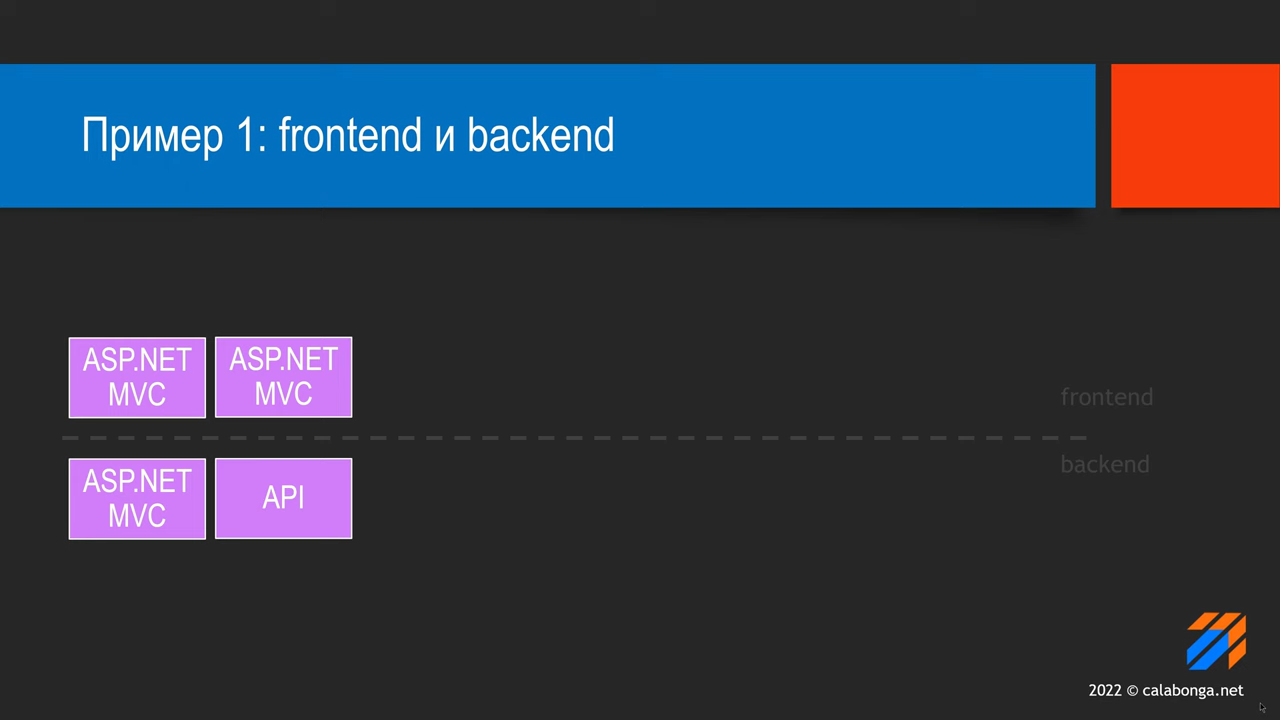 Пример 1: frontend и backend
ASP.NET
MVC
ASP.NET
MVC
frontend
backend
ASP.NET
MVC
API
2022 © calabonga.net